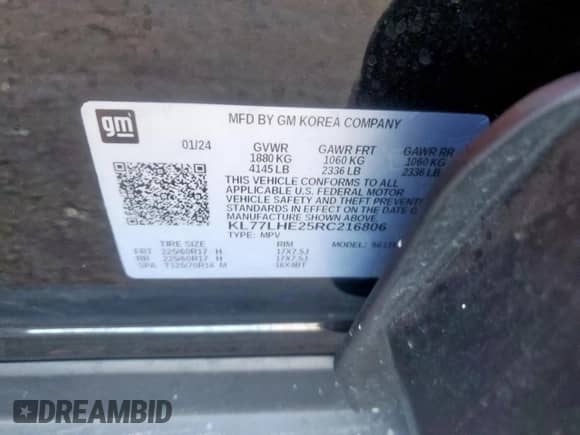 gm
MFD BY GM KOREA COMPANY
01/24 GVWR GAWR FRT GAWR RR
1880 KG 1060 KG 1060 KG
4145 LB 2336 LB 2336 LB
THIS VEHICLE CONFORMS TO ALL
APPLICABLE U.S. FEDERAL MOTOR
VEHICLE SAFETY AND THEFT PREVENT
STANDARDS IN EFFECT ON THE DATE O
KL77LHE25RC216806
TYPE: MPV MODEL:
TIRE SIZE RIM
FRT 225/60R17 H 17X7.5J
RR 225/60R17 H 17X7.5J
SPA T125/70R16 M 16X4BT
DREAMBID